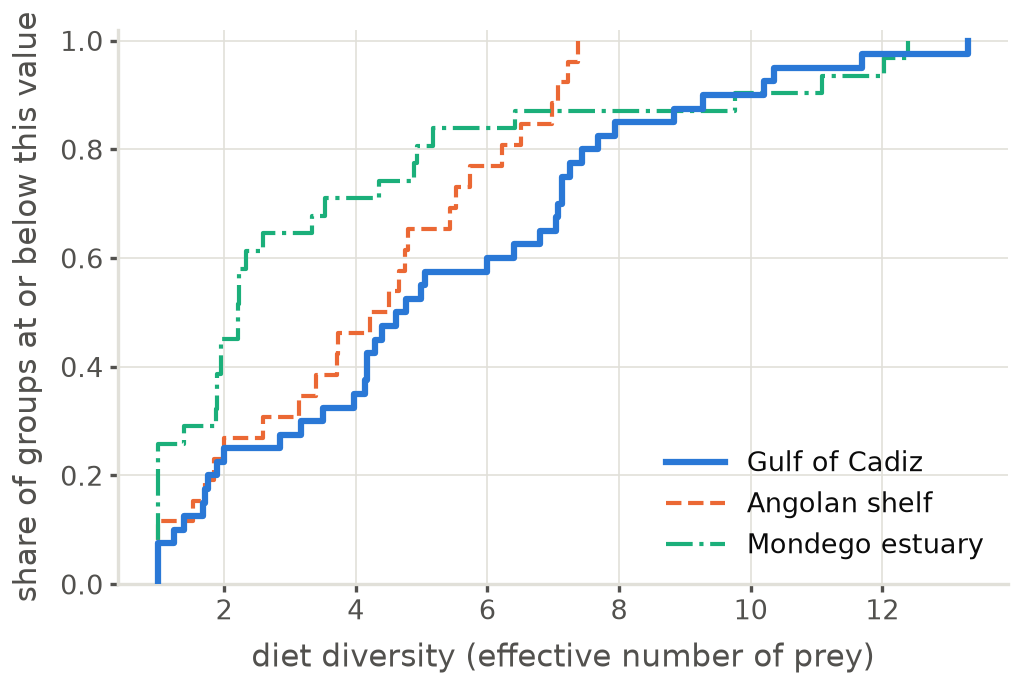 share of groups at or below this value
1.0
0.8
0.6
0.4
0.2
0.0
Gulf of Cadiz
Angolan shelf
Mondego estuary
2 4 6 8 10 12
diet diversity (effective number of prey)